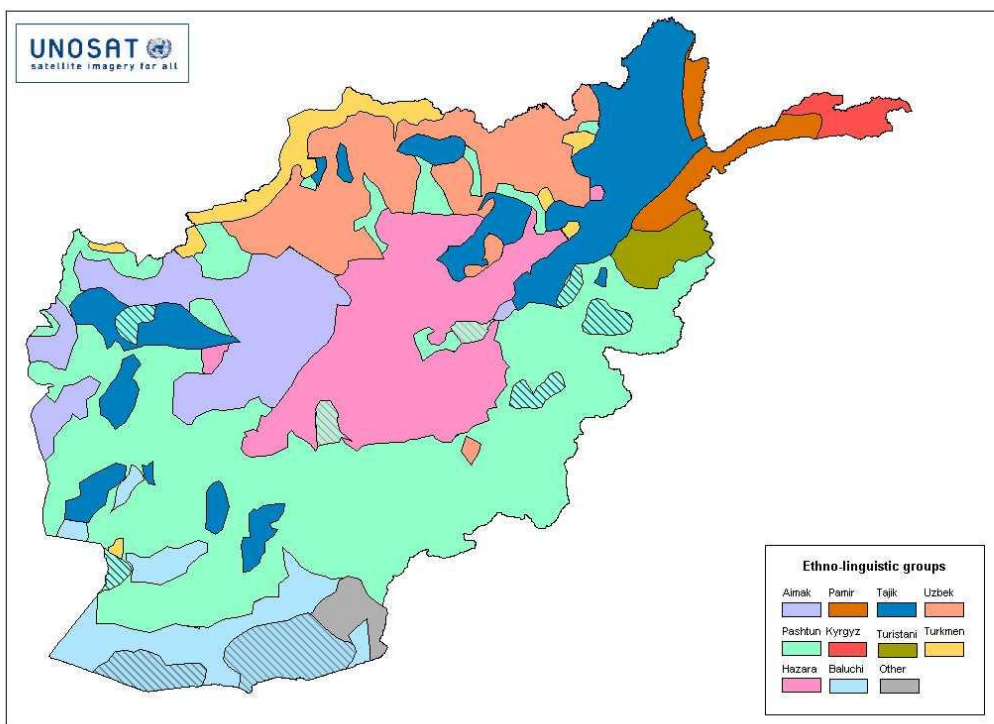 UNOSAT
satellite imagery for all
Ethno-linguistic groups
Aimak Pamir Tajik Uzbek
Pashtun Kyrgyz Turistani Turkmen
Hazara Baluchi Other